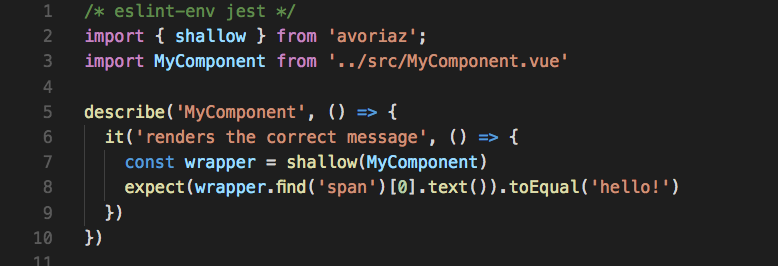 1 /* eslint-env jest */
2 import { shallow } from 'avoriaz';
3 import MyComponent from '../src/MyComponent.vue'
4
5 describe('MyComponent', () => {
6 it('renders the correct message', () => {
7 const wrapper = shallow(MyComponent)
8 expect(wrapper.find('span')[0].text()).toEqual('hello!')
9 })
10 })
11